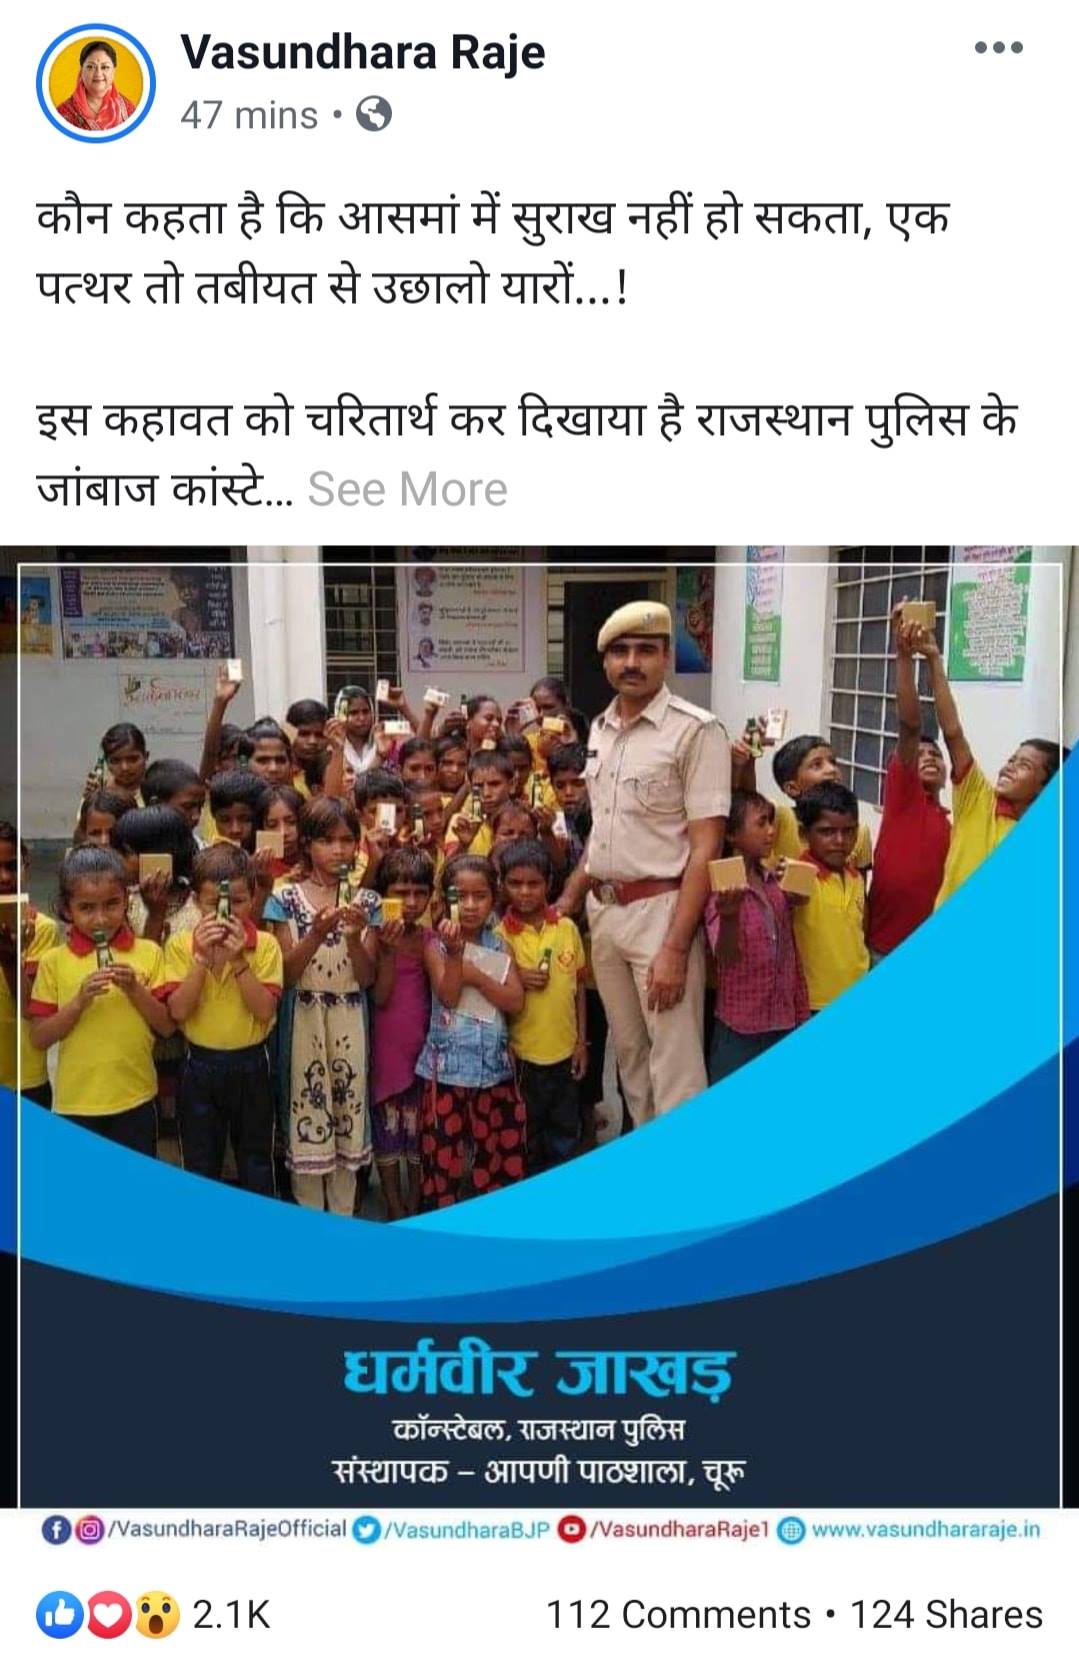 Vasundhara Raje
47 mins •
कौन कहता है कि आसमां में सुराख नहीं हो सकता, एक
पत्थर तो तबीयत से उछालो यारों...!
इस कहावत को चरितार्थ कर दिखाया है राजस्थान पुलिस के
जांबाज कांस्टे... See More
धर्मवीर जाखड़
कॉन्स्टेबल, राजस्थान पुलिस
संस्थापक – आपणी पाठशाला, चूरू
/VasundharaRajeOfficial /VasundharaBJP /VasundharaRaje1 www.vasundhararaje.in
2.1K 112 Comments • 124 Shares